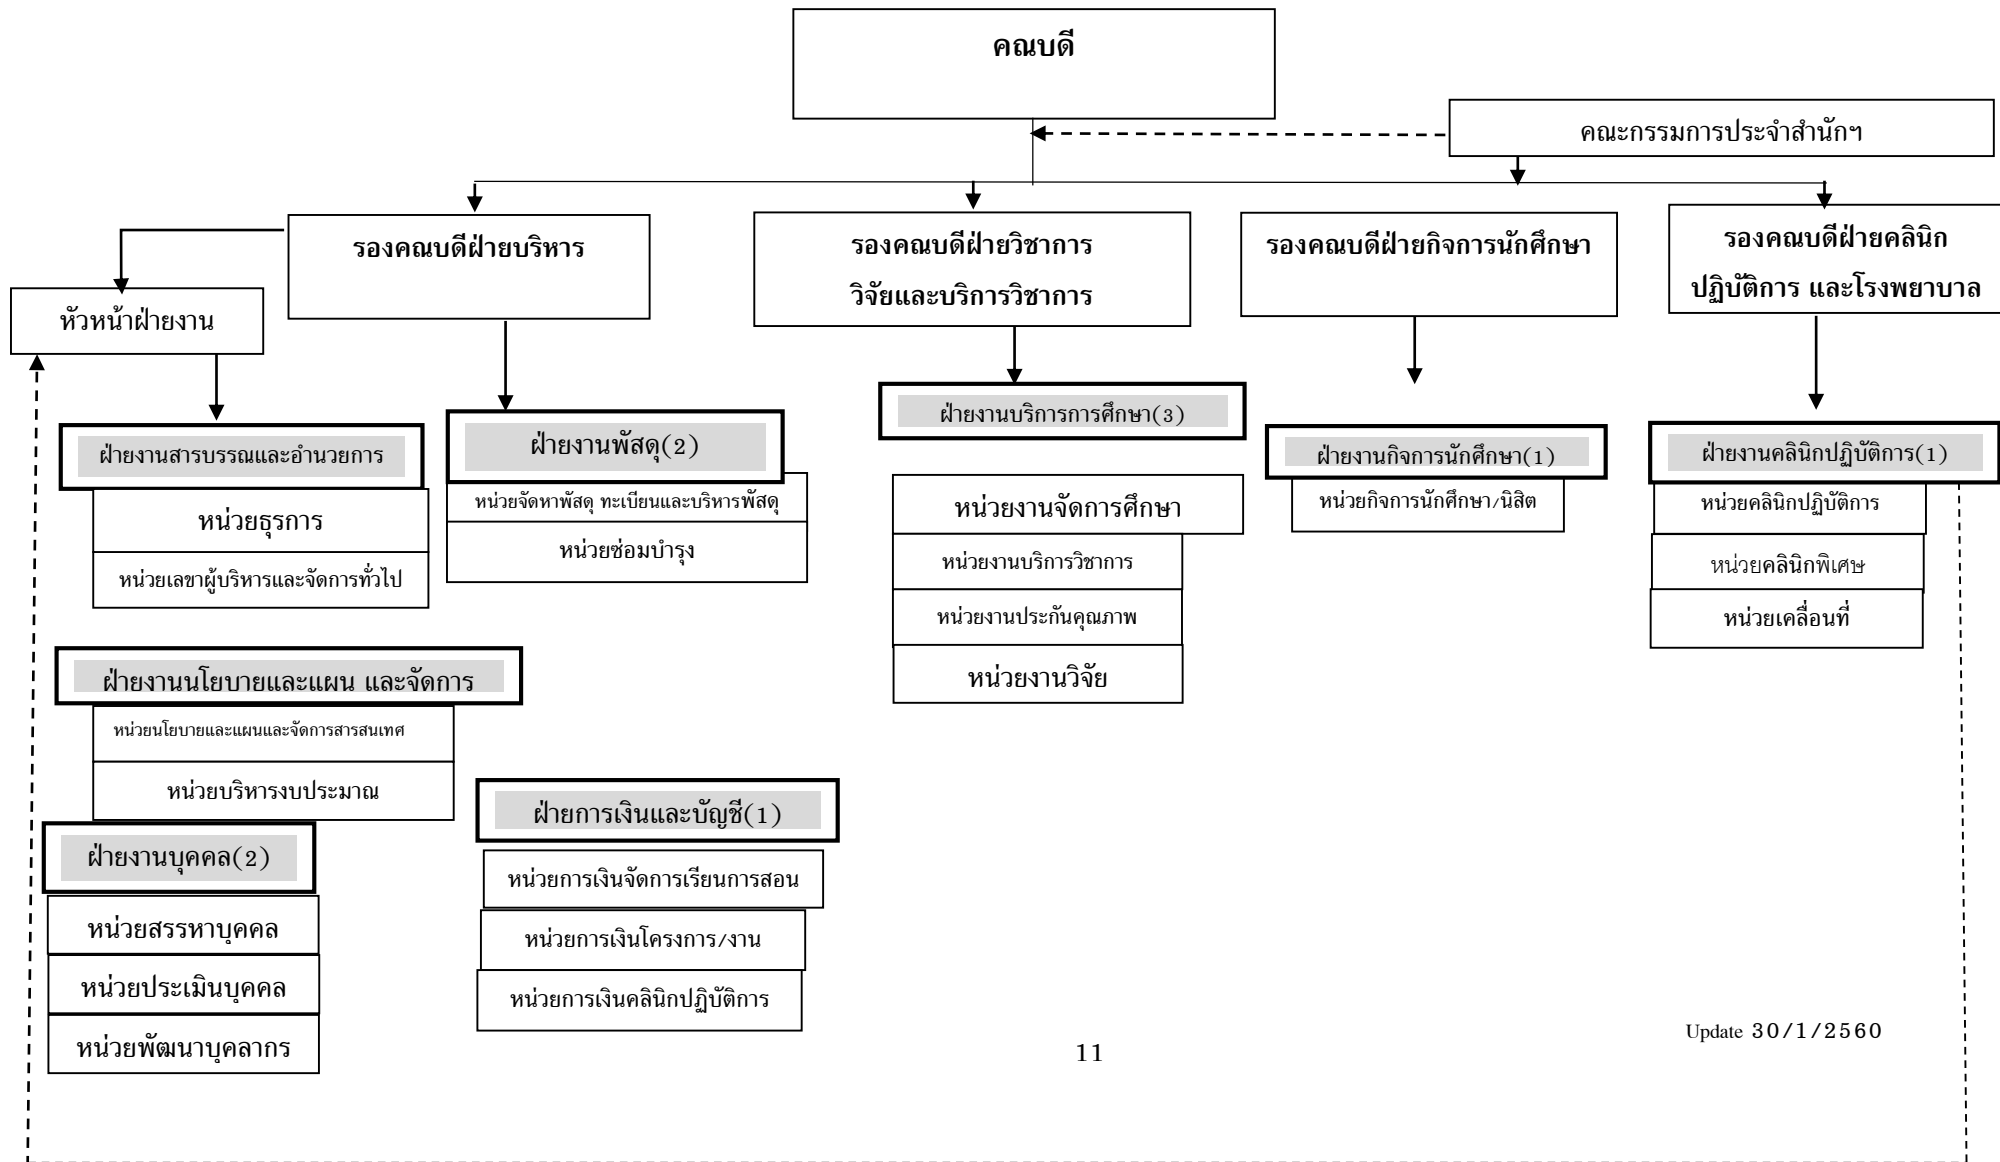 คณบดี
คณะกรรมการประจำสำนักฯ
รองคณบดีฝ่ายบริหาร
รองคณบดีฝ่ายวิชาการ
วิจัยและบริการวิชาการ
รองคณบดีฝ่ายกิจการนักศึกษา
รองคณบดีฝ่ายคลินิก
ปฏิบัติการ และโรงพยาบาล
หัวหน้าฝ่ายงาน
ฝ่ายงานสารบรรณและอำนวยการ
หน่วยธุรการ
หน่วยเลขาผู้บริหารและจัดการทั่วไป
ฝ่ายงานพัสดุ(2)
หน่วยจัดหาพัสดุ ทะเบียนและบริหารพัสดุ
หน่วยซ่อมบำรุง
ฝ่ายงานบริการการศึกษา(3)
หน่วยงานจัดการศึกษา
หน่วยงานบริการวิชาการ
หน่วยงานประกันคุณภาพ
หน่วยงานวิจัย
ฝ่ายงานกิจการนักศึกษา(1)
หน่วยกิจการนักศึกษา/นิสิต
ฝ่ายงานคลินิกปฏิบัติการ(1)
หน่วยคลินิกปฏิบัติการ
หน่วยคลินิกพิเศษ
หน่วยเคลื่อนที่
ฝ่ายงานนโยบายและแผน และจัดการ
หน่วยนโยบายและแผนและจัดการสารสนเทศ
หน่วยบริหารงบประมาณ
ฝ่ายงานบุคคล(2)
หน่วยสรรหาบุคคล
หน่วยประเมินบุคคล
หน่วยพัฒนาบุคลากร
ฝ่ายการเงินและบัญชี(1)
หน่วยการเงินจัดการเรียนการสอน
หน่วยการเงินโครงการ/งาน
หน่วยการเงินคลินิกปฏิบัติการ
Update 30/1/2560
11